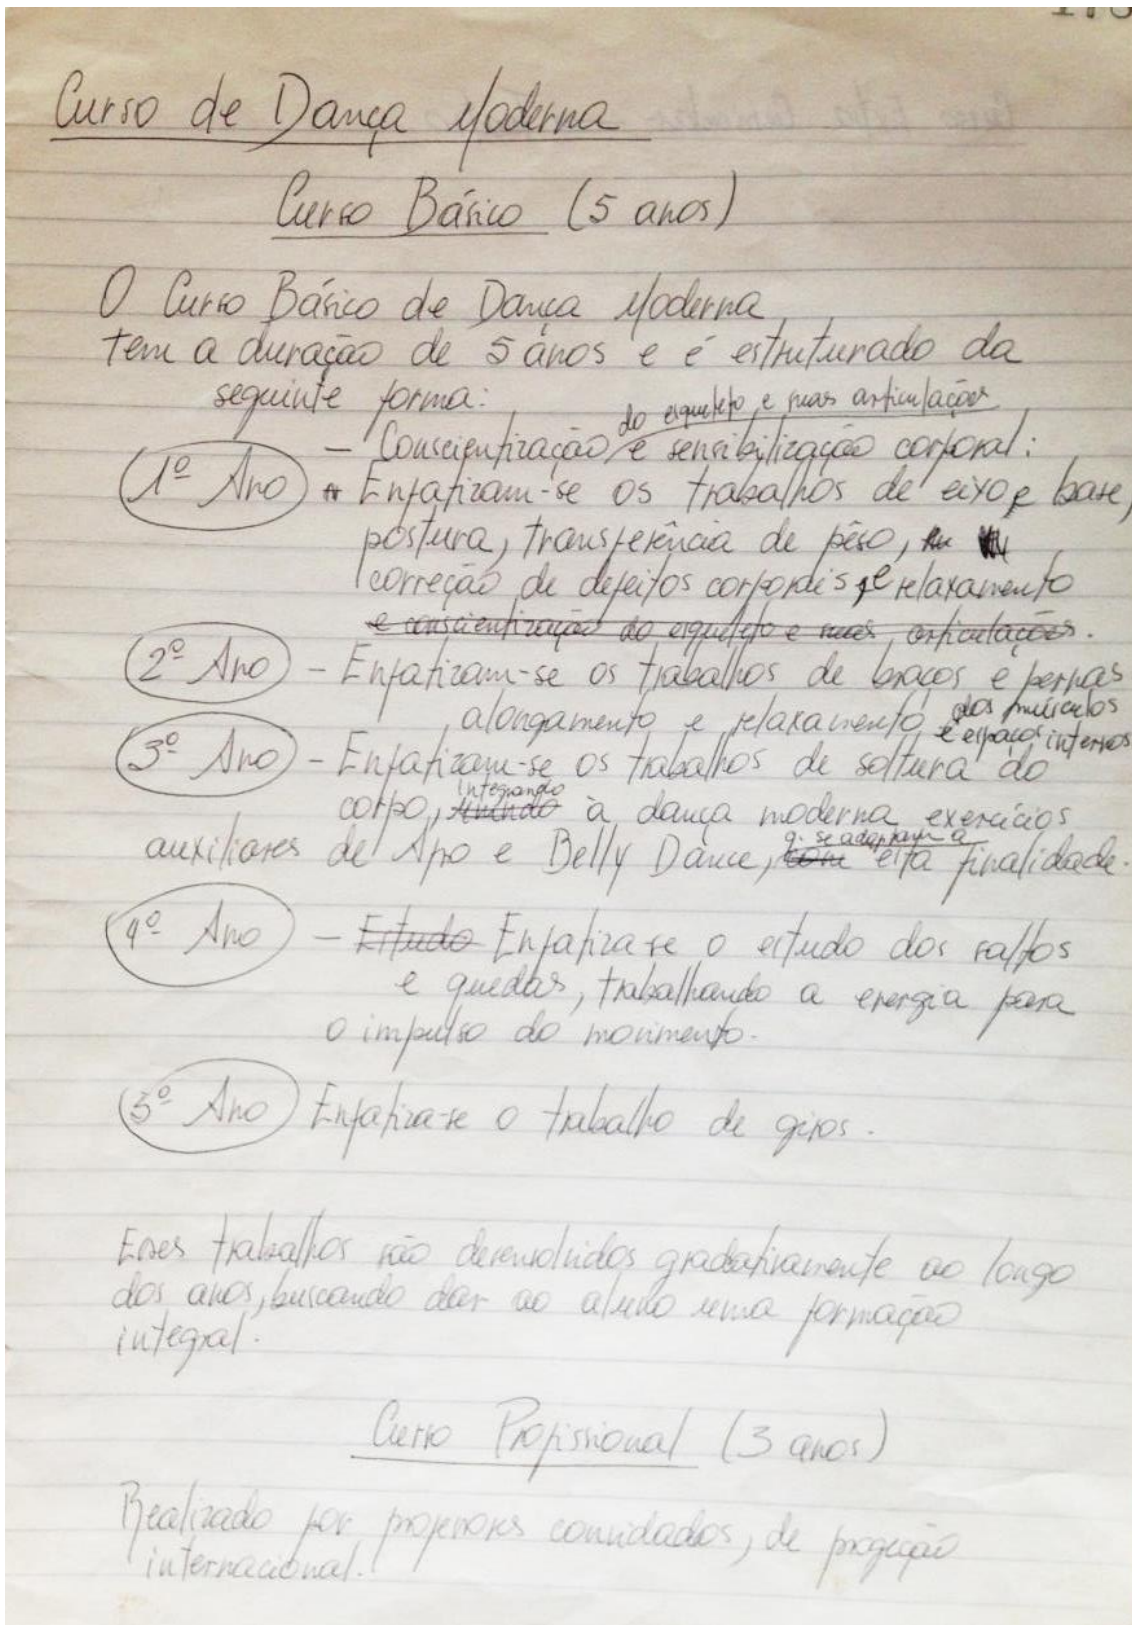 Curso de Dança Moderna
Curso Básico (5 anos)
O Curso Básico de Dança Moderna
tem a duração de 5 anos e é estruturado da
seguinte forma:
do esqueleto e suas articulações
1º Ano — Conscientização e sensibilização corporal:
Enfatizam-se os trabalhos de eixo e base,
postura, transferência de pêso,
correção de defeitos corporais e relaxamento
e conscientização do esqueleto e suas articulações.
2º Ano – Enfatizam-se os trabalhos de braços e pernas
, alongamento e relaxamento dos músculos
e espaços internos
3º Ano – Enfatizam-se os trabalhos de soltura do
integrando
corpo, unindo à dança moderna exercícios
q. se adaptam a
auxiliares de Afro e Belly Dance, com esta finalidade.
4º Ano – Estudo Enfatiza-se o estudo dos saltos
e quedas, trabalhando a energia para
o impulso do movimento.
5º Ano Enfatiza-se o trabalho de giros.
Esses trabalhos são desenvolvidos gradativamente ao longo
dos anos, buscando dar ao aluno uma formação
integral.
Curso Profissional (3 anos)
Realizado por professores convidados, de projeção
internacional.